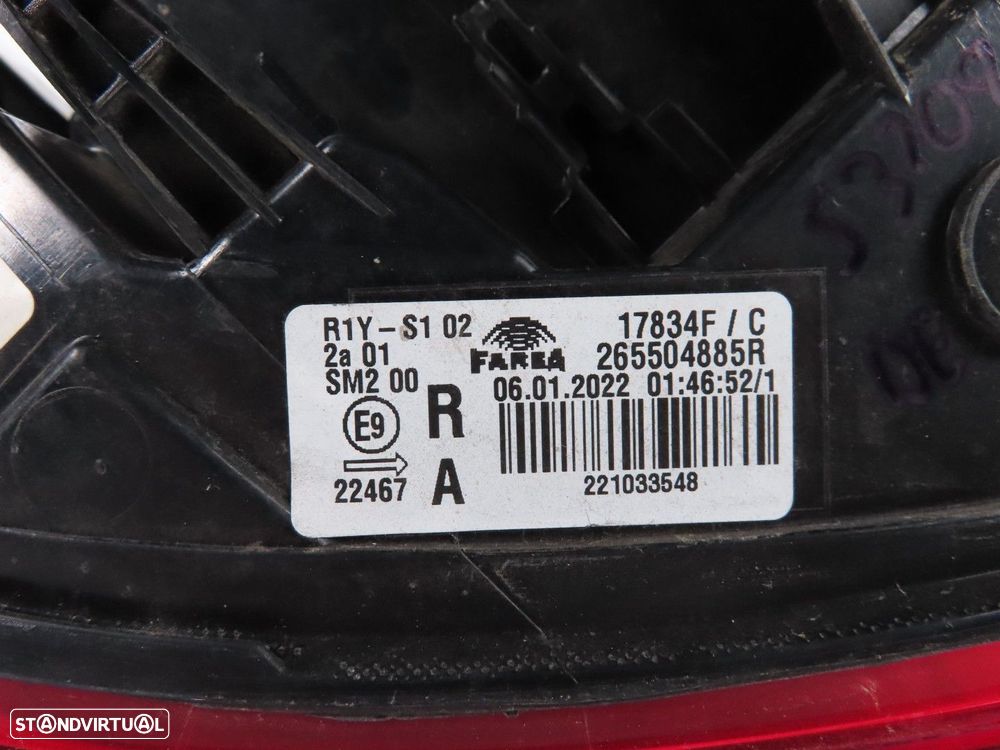 R1Y - S1 02
2a 01
SM2 00
E9
22467
R
A
FARBA
17834F / C
265504885R
06.01.2022 01:46:52/1
221033548
STANDVIRTUAL